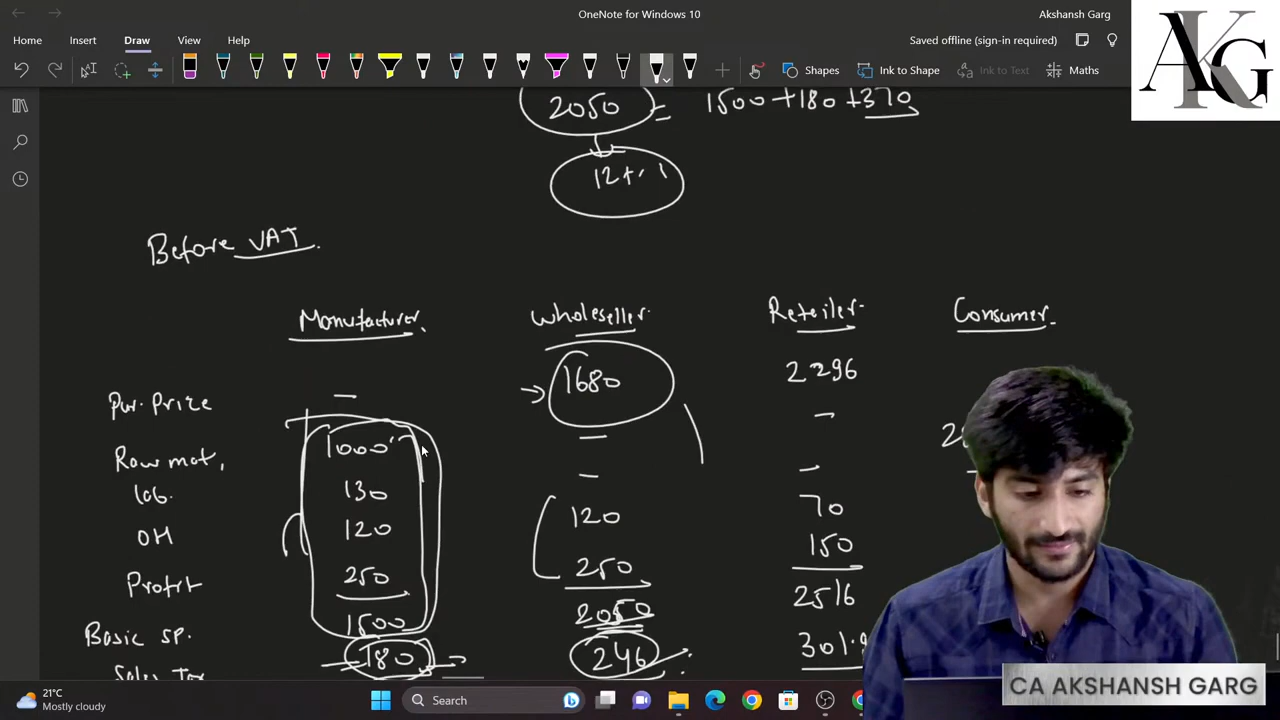 OneNote for Windows 10
Akshansh Garg
Home Insert Draw View Help
Saved offline (sign-in required)
Shapes Ink to Shape Ink to Text Maths
AKG
2050 = 1500+180+370
12%
Before VAT.
Manufacturer. Wholeseller. Retailer. Consumer.
Pur. Price — 1680 2296
Raw mat. 1000 — —
lab. 130 — —
OH 120 120 70
Profit 250 250 150
Basic sp. 1500 2050 2516
Sales Tax 180 246 301.9
CA AKSHANSH GARG
21°C
Mostly cloudy
Search